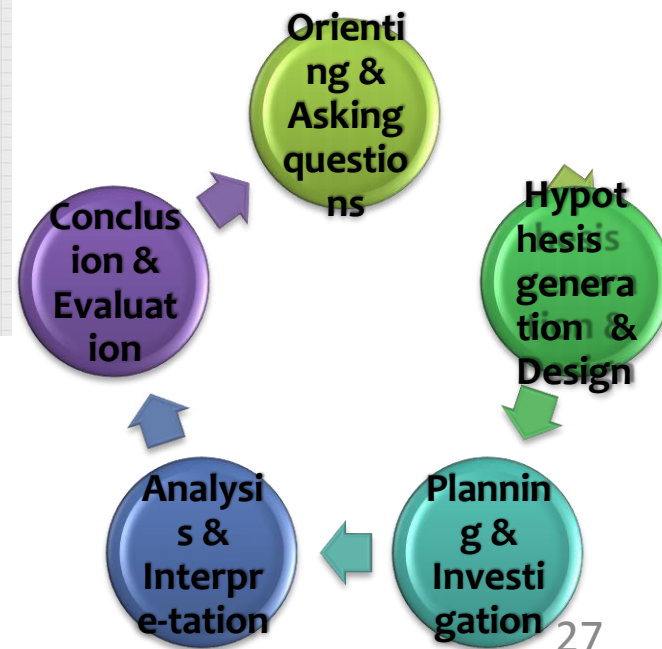 Orienti
ng &
Asking
questio
ns
Hypot
hesis
genera
tion &
Design
Plannin
g &
Investi
gation
Analysi
s &
Interpr
e-tation
Conclus
ion &
Evaluat
ion
27